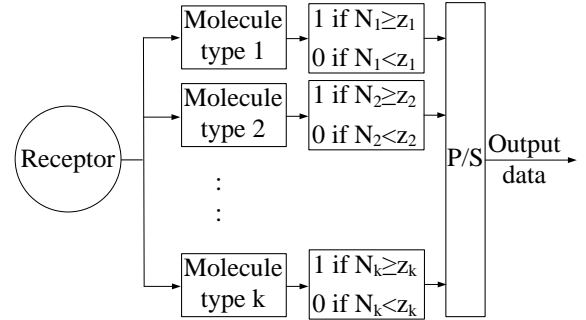 Receptor
Molecule
type 1
1 if N₁≥z₁
0 if N₁<z₁
Molecule
type 2
1 if N₂≥z₂
0 if N₂<z₂
:
:
Molecule
type k
1 if Nₖ≥zₖ
0 if Nₖ<zₖ
P/S
Output
data